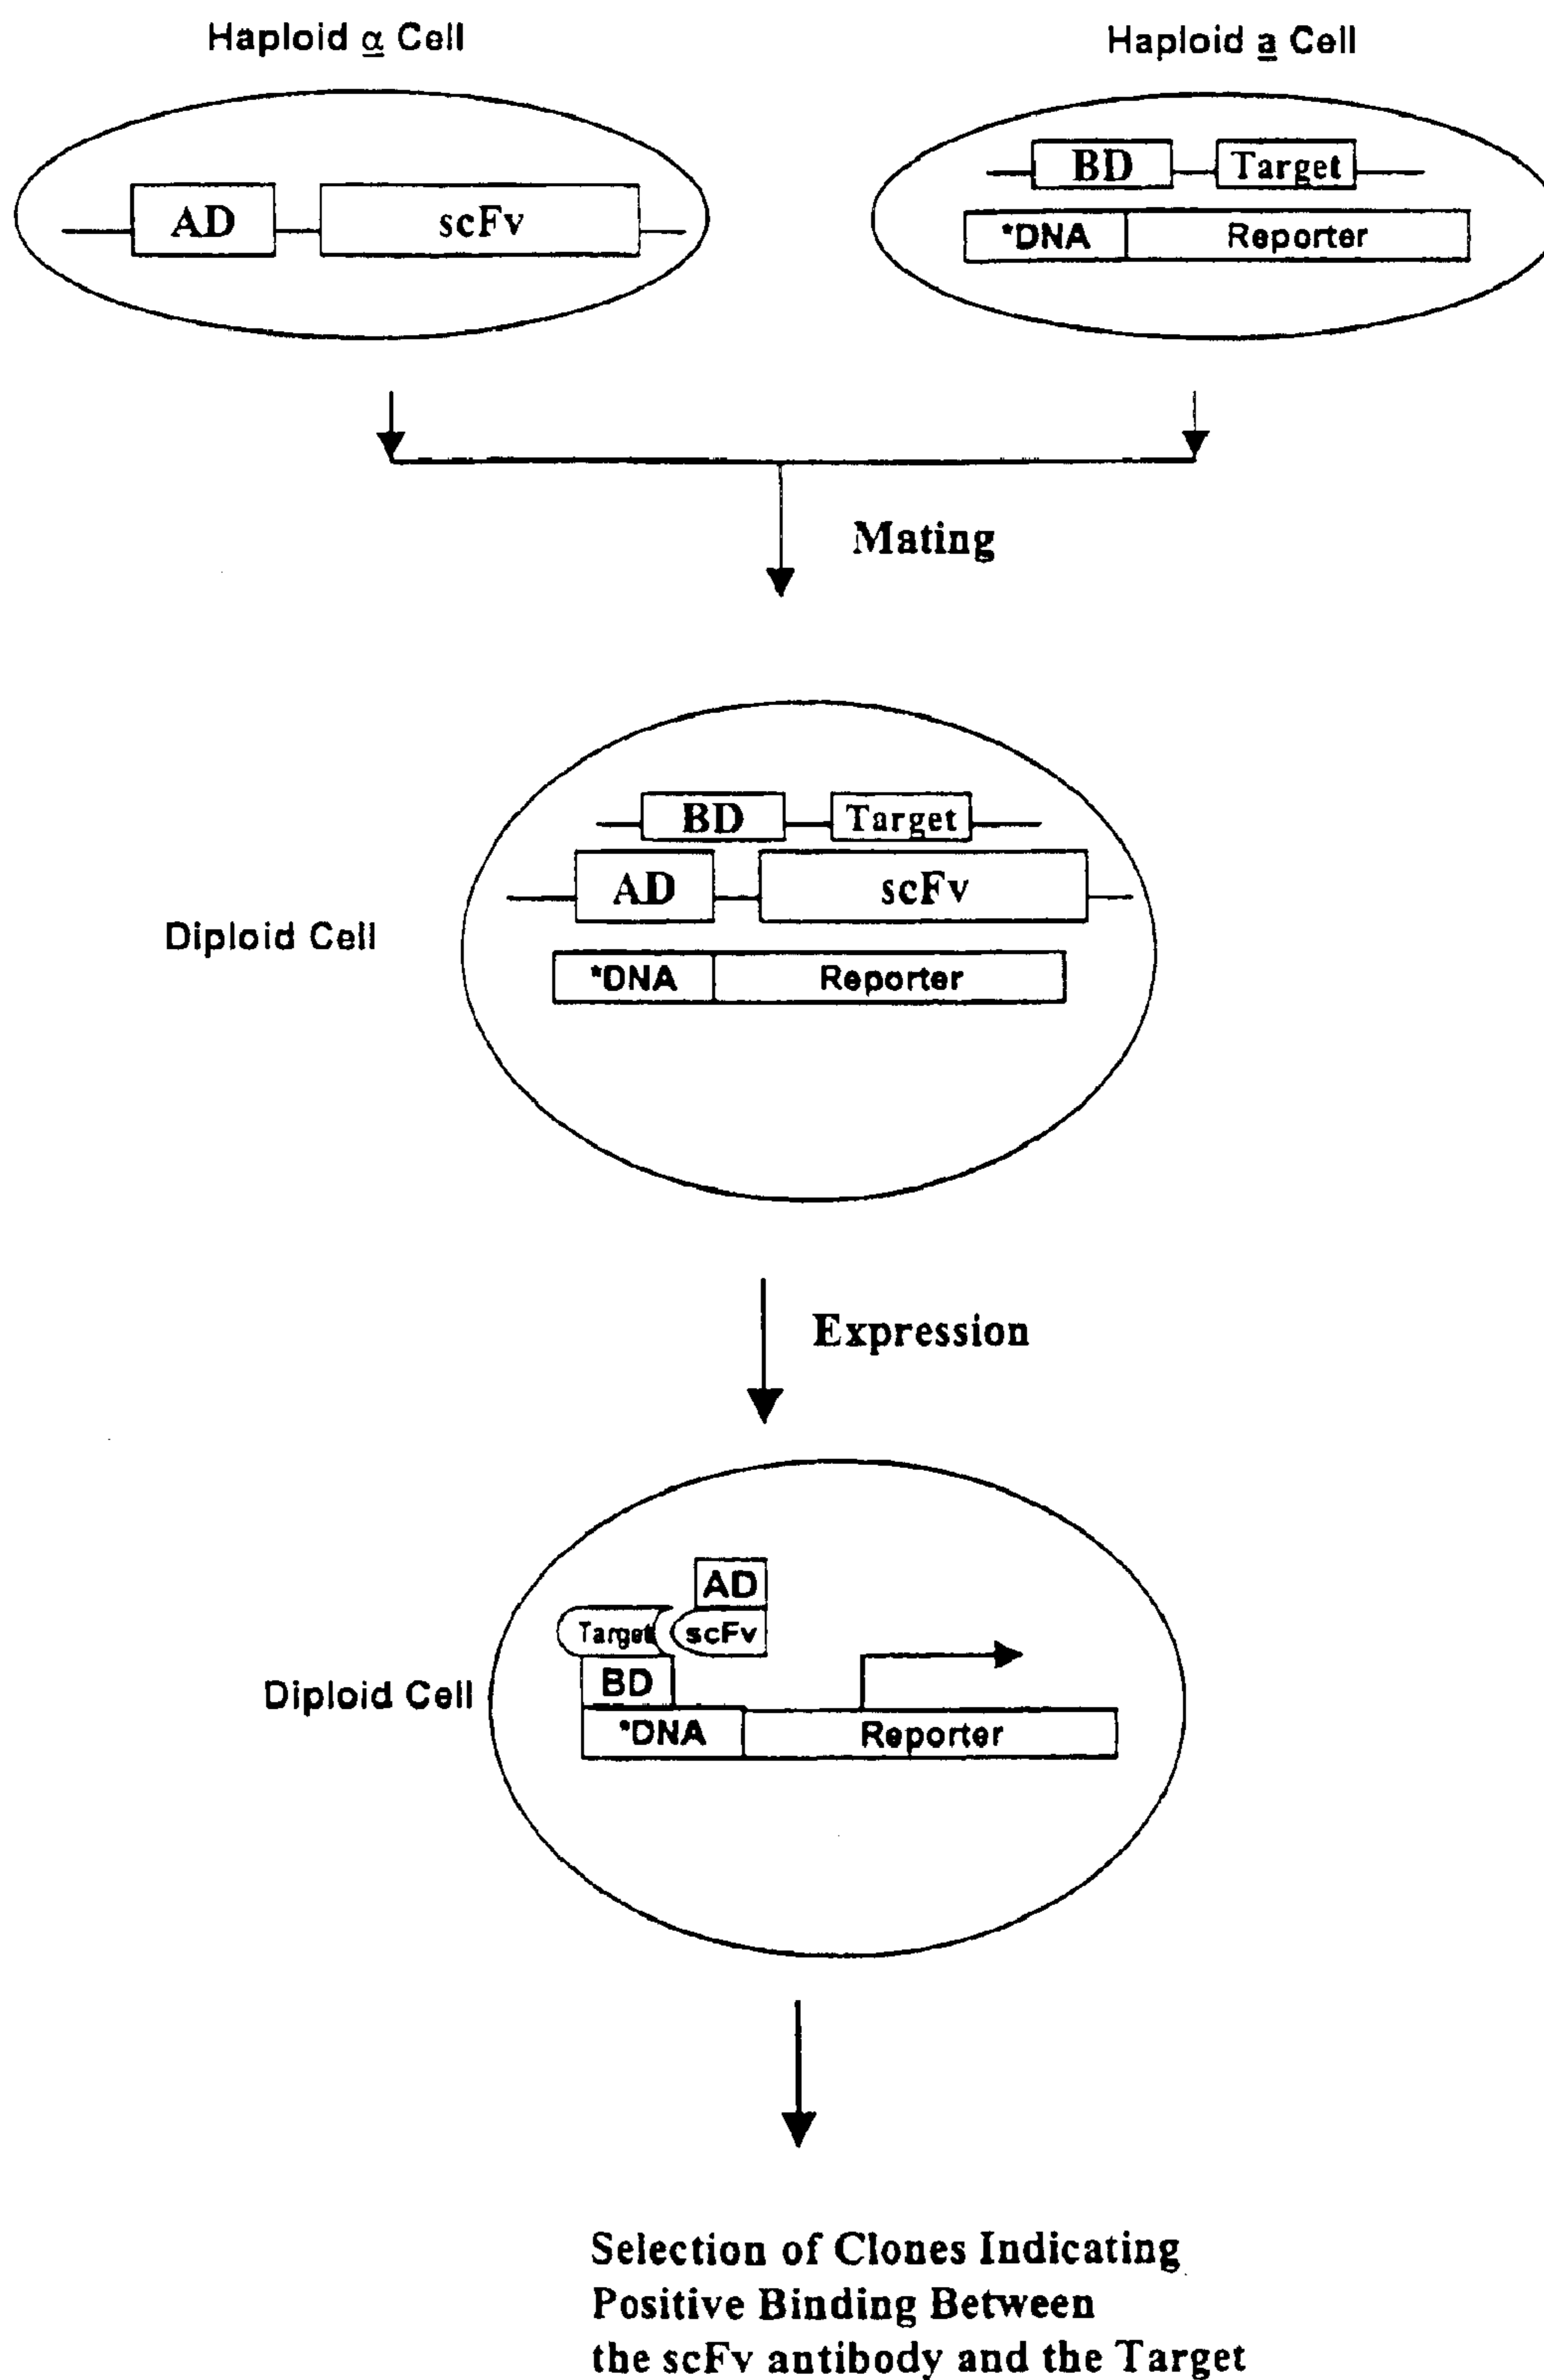 Haploid α Cell
Haploid a Cell
AD scFv
BD Target
*DNA Reporter
Mating
BD Target
AD scFv
Diploid Cell
*DNA Reporter
Expression
AD
Target scFv
BD
Diploid Cell
*DNA Reporter
Selection of Clones Indicating
Positive Binding Between
the scFv antibody and the Target